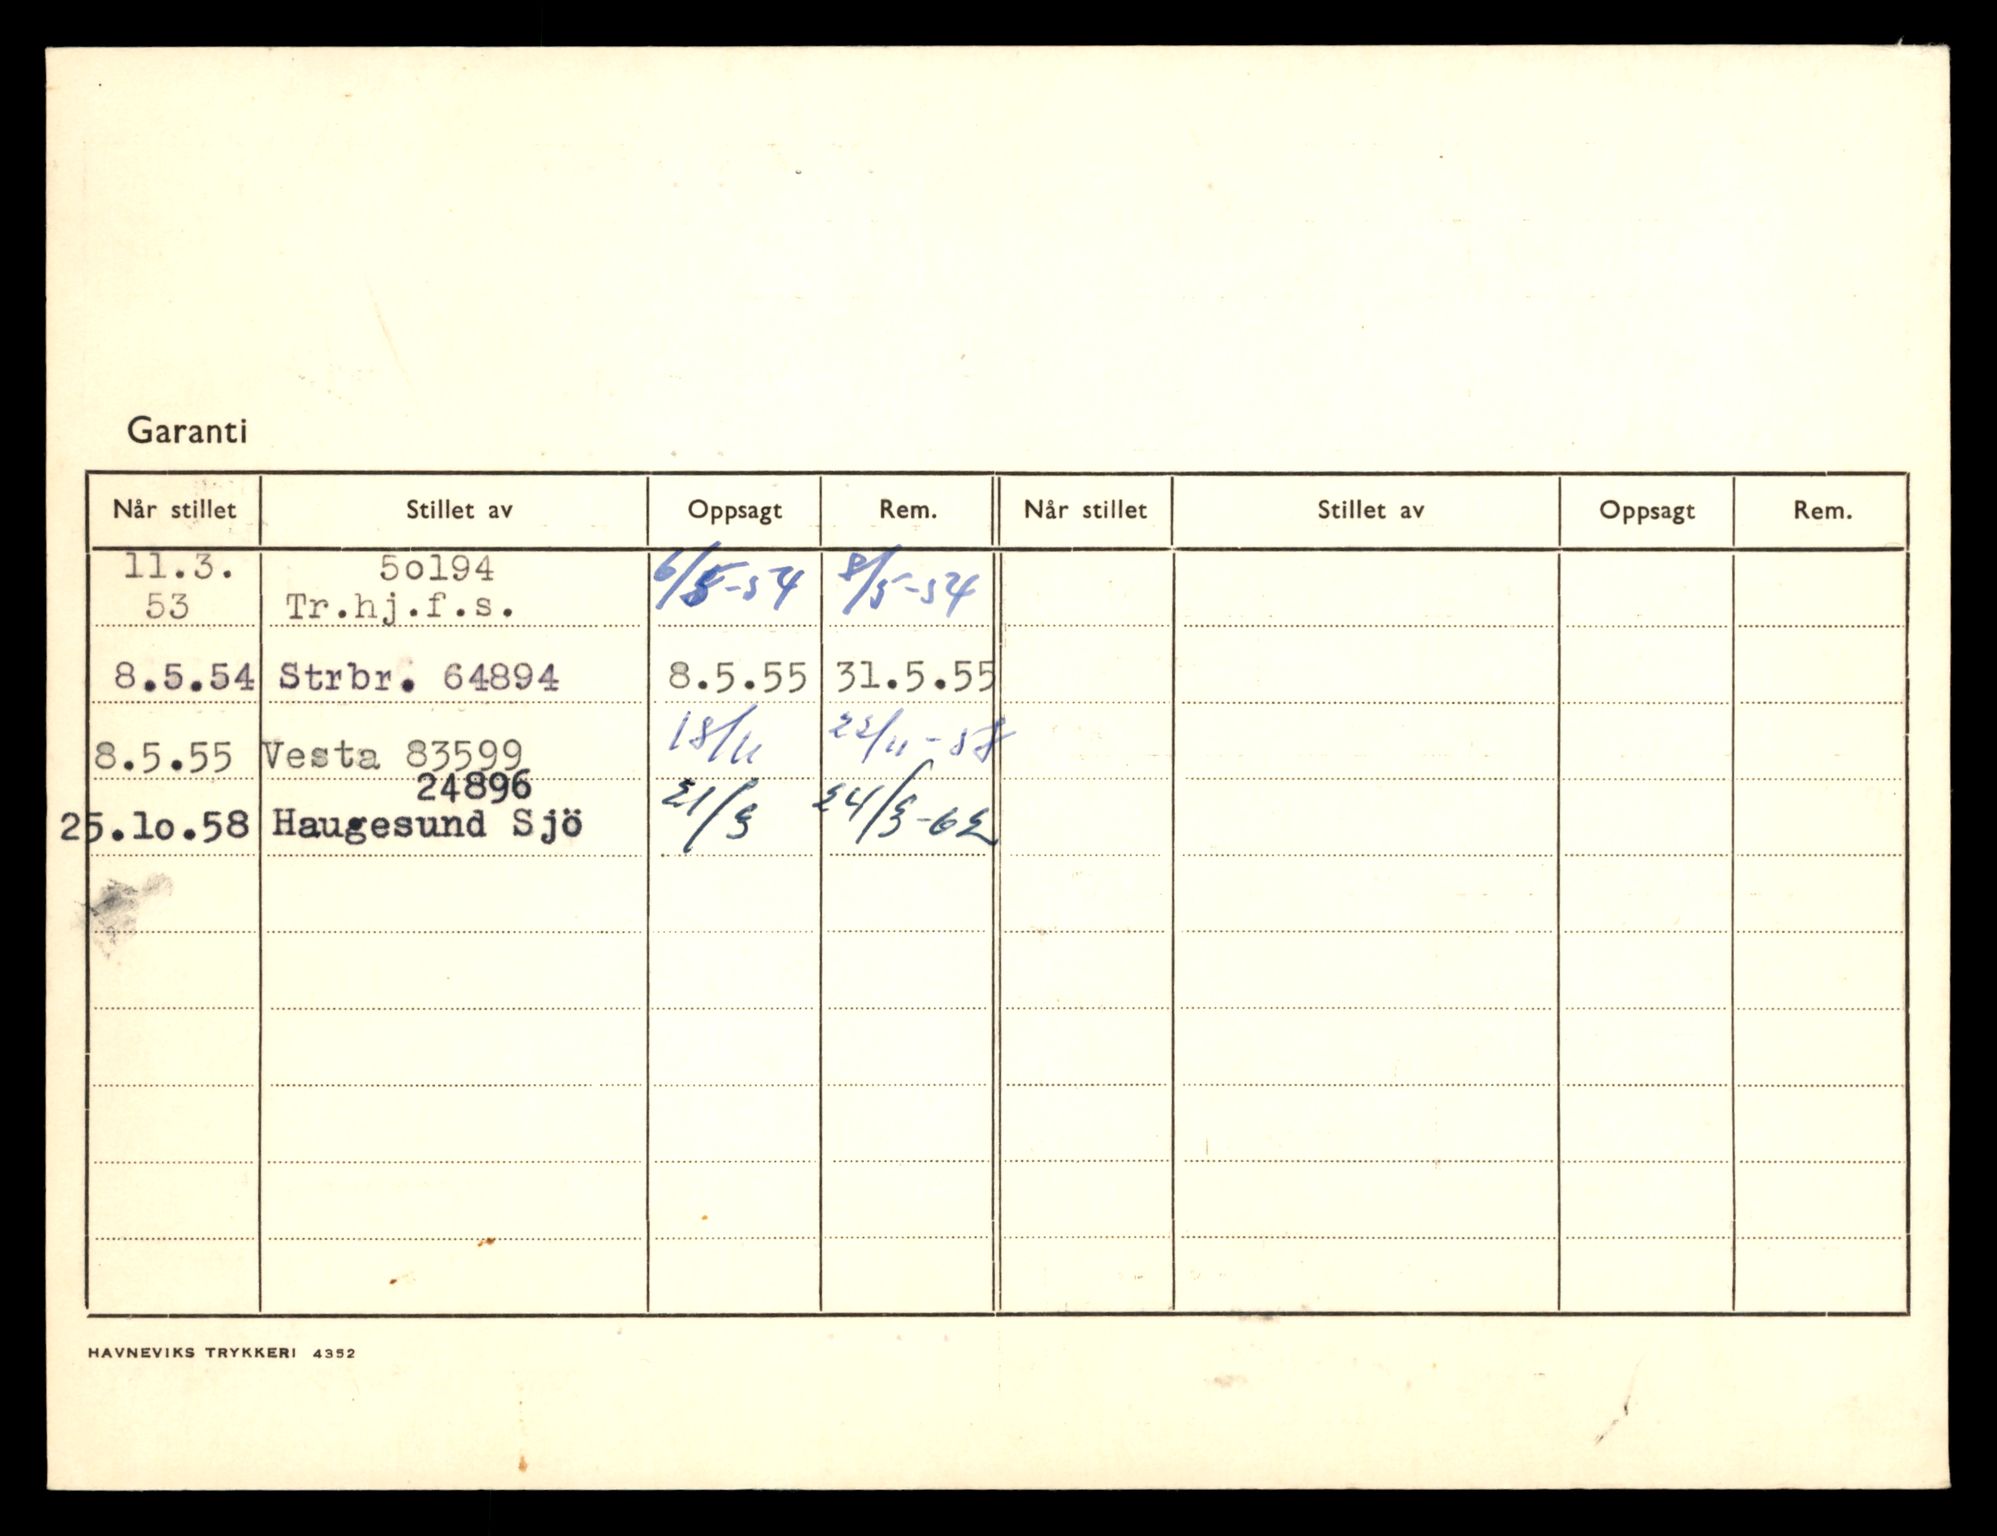 Garanti
Når stillet Stillet av Oppsagt Rem. Når stillet Stillet av Oppsagt Rem.
11.3. 5o194 6/5-54 8/5-54
53 Tr.hj.f.s.
8.5.54 Strbr. 64894 8.5.55 31.5.55
8.5.55 Vesta 83599 18/11 22/11-58
24896
25.1o.58 Haugesund Sjö 21/3 24/3-62
HAVNEVIKS TRYKKERI 4352